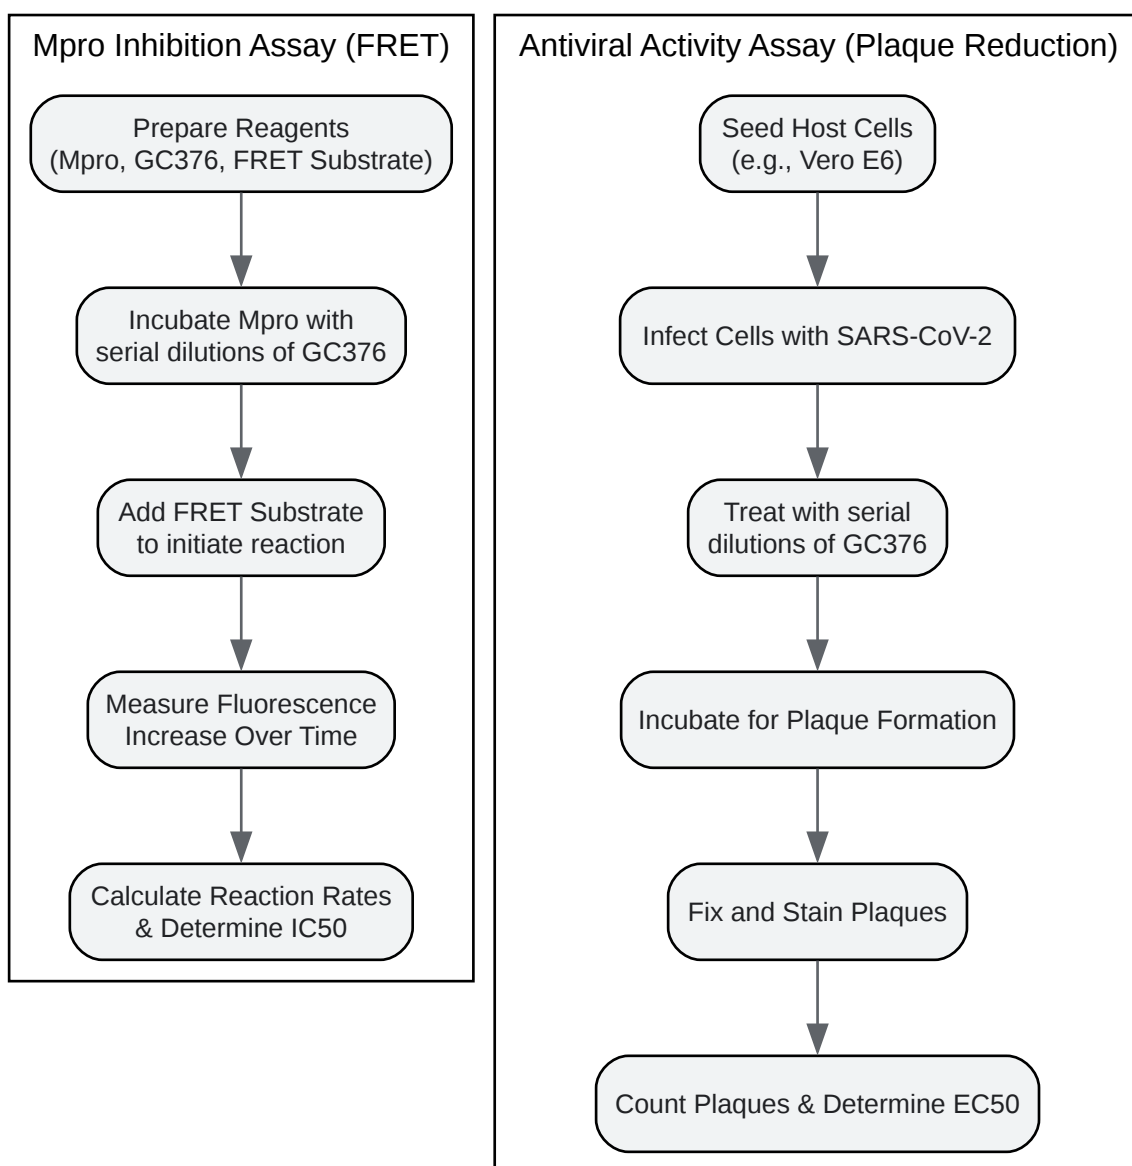 Mpro Inhibition Assay (FRET)
Prepare Reagents
(Mpro, GC376, FRET Substrate)
Incubate Mpro with
serial dilutions of GC376
Add FRET Substrate
to initiate reaction
Measure Fluorescence
Increase Over Time
Calculate Reaction Rates
& Determine IC50
Antiviral Activity Assay (Plaque Reduction)
Seed Host Cells
(e.g., Vero E6)
Infect Cells with SARS-CoV-2
Treat with serial
dilutions of GC376
Incubate for Plaque Formation
Fix and Stain Plaques
Count Plaques & Determine EC50